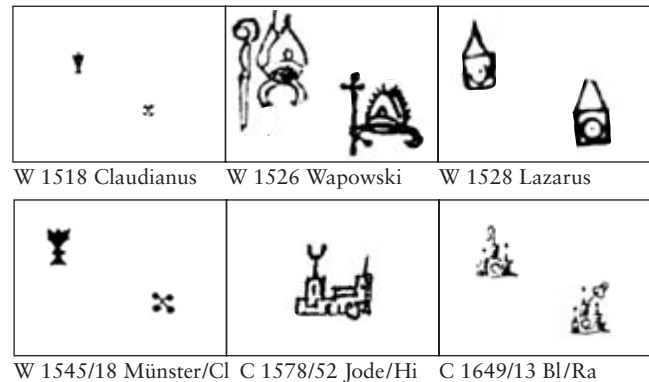 W 1518 Claudianus W 1526 Wapowski W 1528 Lazarus
W 1545/18 Münster/Cl C 1578/52 Jode/Hi C 1649/13 Bl/Ra